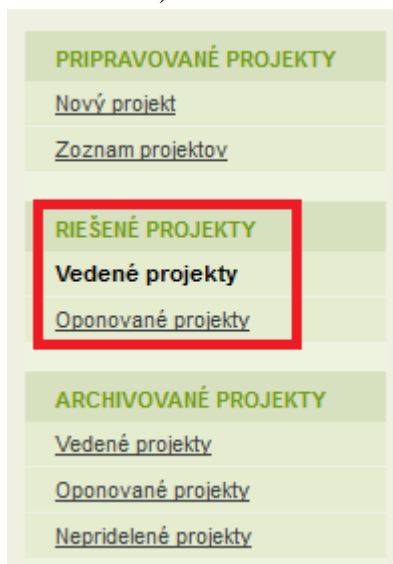 PRIPRAVOVANÉ PROJEKTY
Nový projekt
Zoznam projektov
RIEŠENÉ PROJEKTY
Vedené projekty
Oponované projekty
ARCHIVOVANÉ PROJEKTY
Vedené projekty
Oponované projekty
Nepridelené projekty